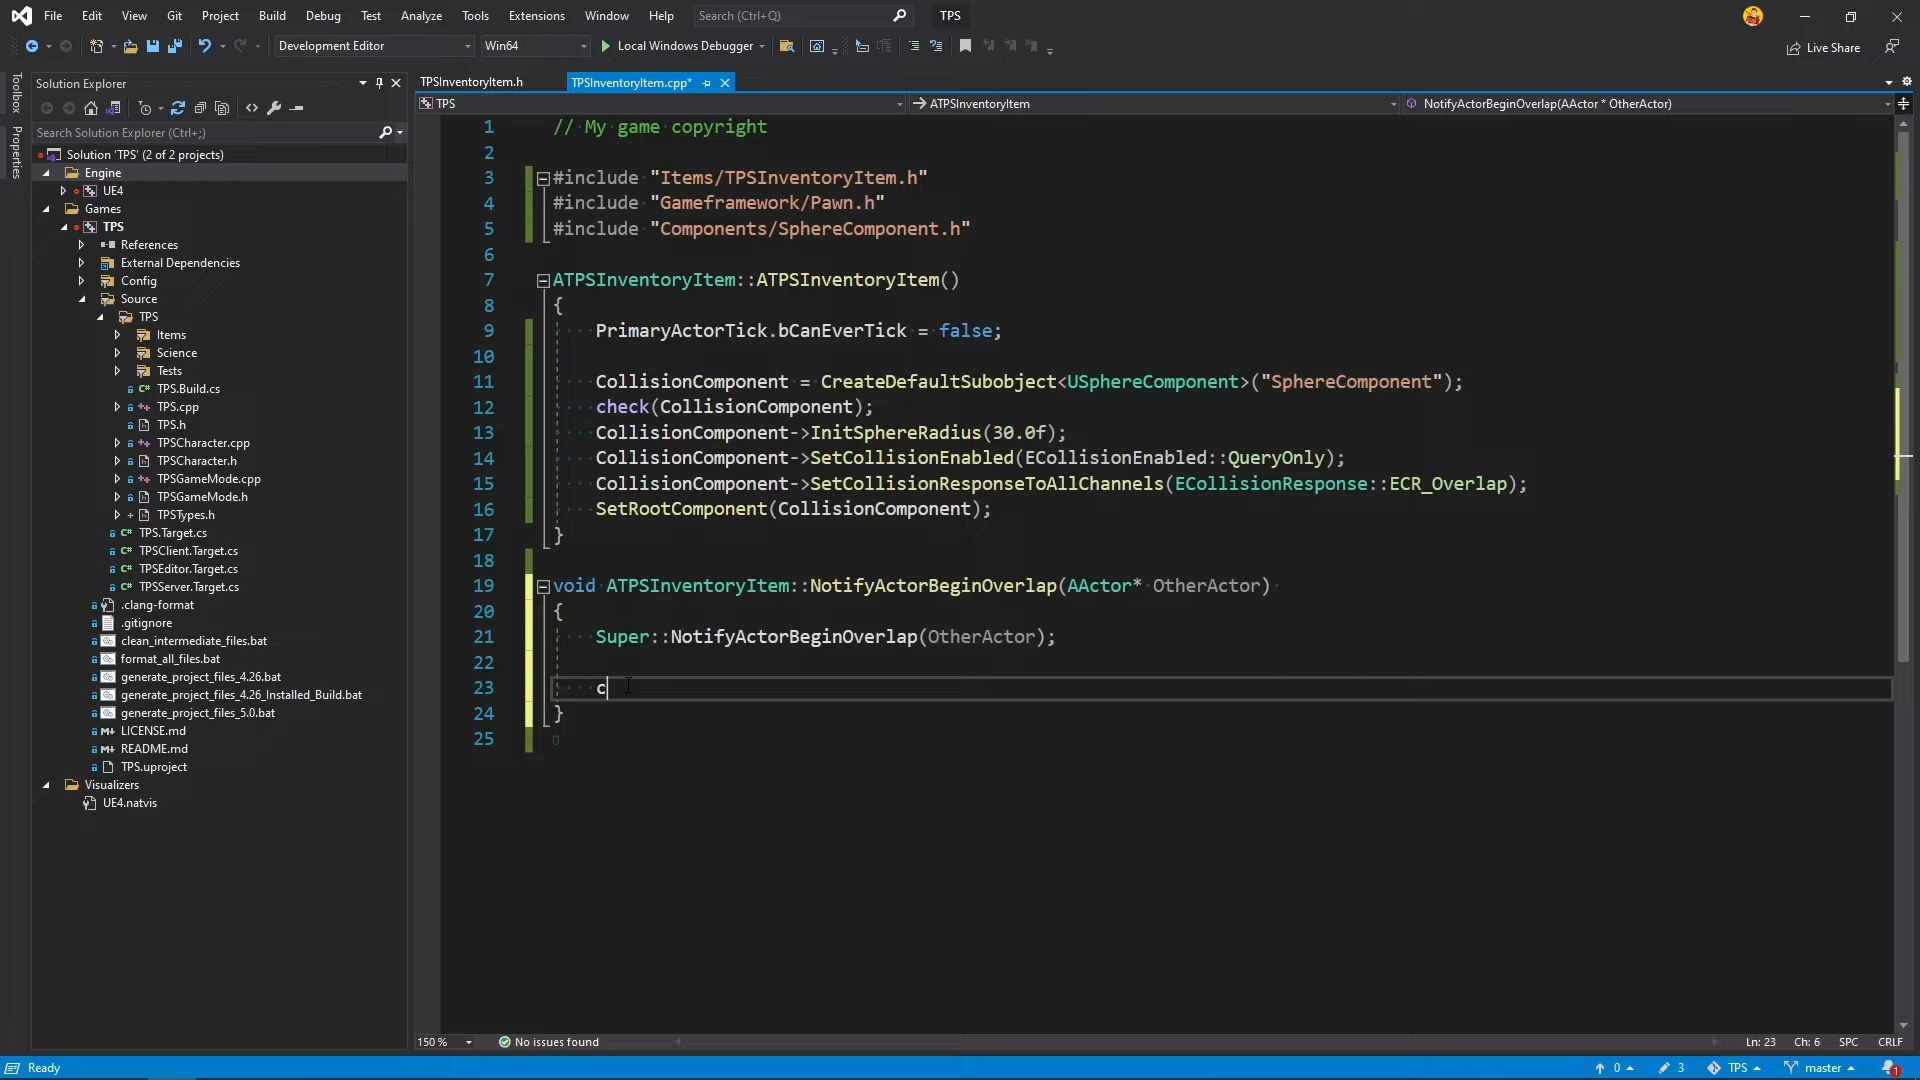 File Edit View Git Project Build Debug Test Analyze Tools Extensions Window Help Search (Ctrl+Q) TPS
Development Editor Win64 Local Windows Debugger Live Share
Toolbox
Properties
Solution Explorer
Search Solution Explorer (Ctrl+;)
Solution 'TPS' (2 of 2 projects)
Engine
UE4
Games
TPS
References
External Dependencies
Config
Source
TPS
Items
Science
Tests
TPS.Build.cs
TPS.cpp
TPS.h
TPSCharacter.cpp
TPSCharacter.h
TPSGameMode.cpp
TPSGameMode.h
TPSTypes.h
TPS.Target.cs
TPSClient.Target.cs
TPSEditor.Target.cs
TPSServer.Target.cs
.clang-format
.gitignore
clean_intermediate_files.bat
format_all_files.bat
generate_project_files_4.26.bat
generate_project_files_4.26_Installed_Build.bat
generate_project_files_5.0.bat
LICENSE.md
README.md
TPS.uproject
Visualizers
UE4.natvis
TPSInventoryItem.h TPSInventoryItem.cpp*
TPS ATPSInventoryItem NotifyActorBeginOverlap(AActor * OtherActor)
1 // My game copyright
2
3 #include "Items/TPSInventoryItem.h"
4 #include "Gameframework/Pawn.h"
5 #include "Components/SphereComponent.h"
6
7 ATPSInventoryItem::ATPSInventoryItem()
8 {
9 PrimaryActorTick.bCanEverTick = false;
10
11 CollisionComponent = CreateDefaultSubobject<USphereComponent>("SphereComponent");
12 check(CollisionComponent);
13 CollisionComponent->InitSphereRadius(30.0f);
14 CollisionComponent->SetCollisionEnabled(ECollisionEnabled::QueryOnly);
15 CollisionComponent->SetCollisionResponseToAllChannels(ECollisionResponse::ECR_Overlap);
16 SetRootComponent(CollisionComponent);
17 }
18
19 void ATPSInventoryItem::NotifyActorBeginOverlap(AActor* OtherActor)
20 {
21 Super::NotifyActorBeginOverlap(OtherActor);
22
23 c
24 }
25
150 % No issues found Ln: 23 Ch: 6 SPC CRLF
Ready 0 3 TPS master 1